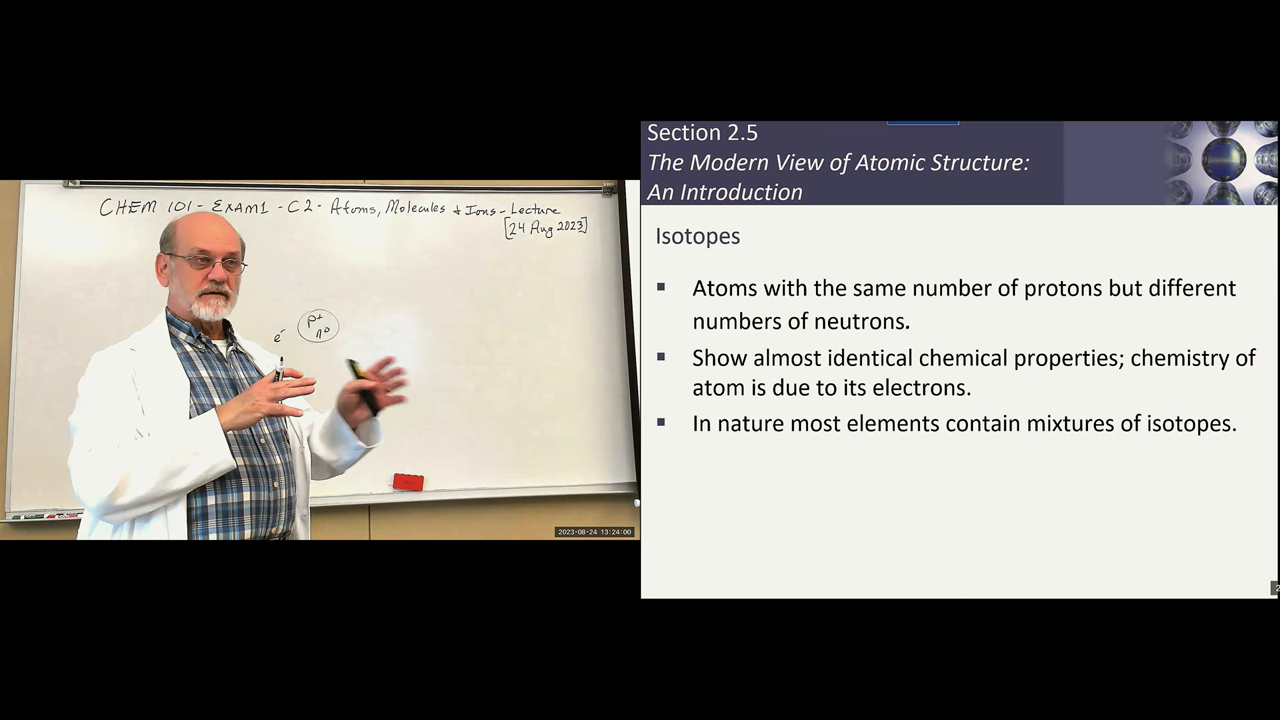 CHEM 101 - EXAM 1 - C2 - Atoms, Molecules & Ions - Lecture
[24 Aug 2023]
e⁻
p⁺
n⁰
2023-08-24 13:24:00
Section 2.5
The Modern View of Atomic Structure:
An Introduction
Isotopes
▪ Atoms with the same number of protons but different
numbers of neutrons.
▪ Show almost identical chemical properties; chemistry of
atom is due to its electrons.
▪ In nature most elements contain mixtures of isotopes.